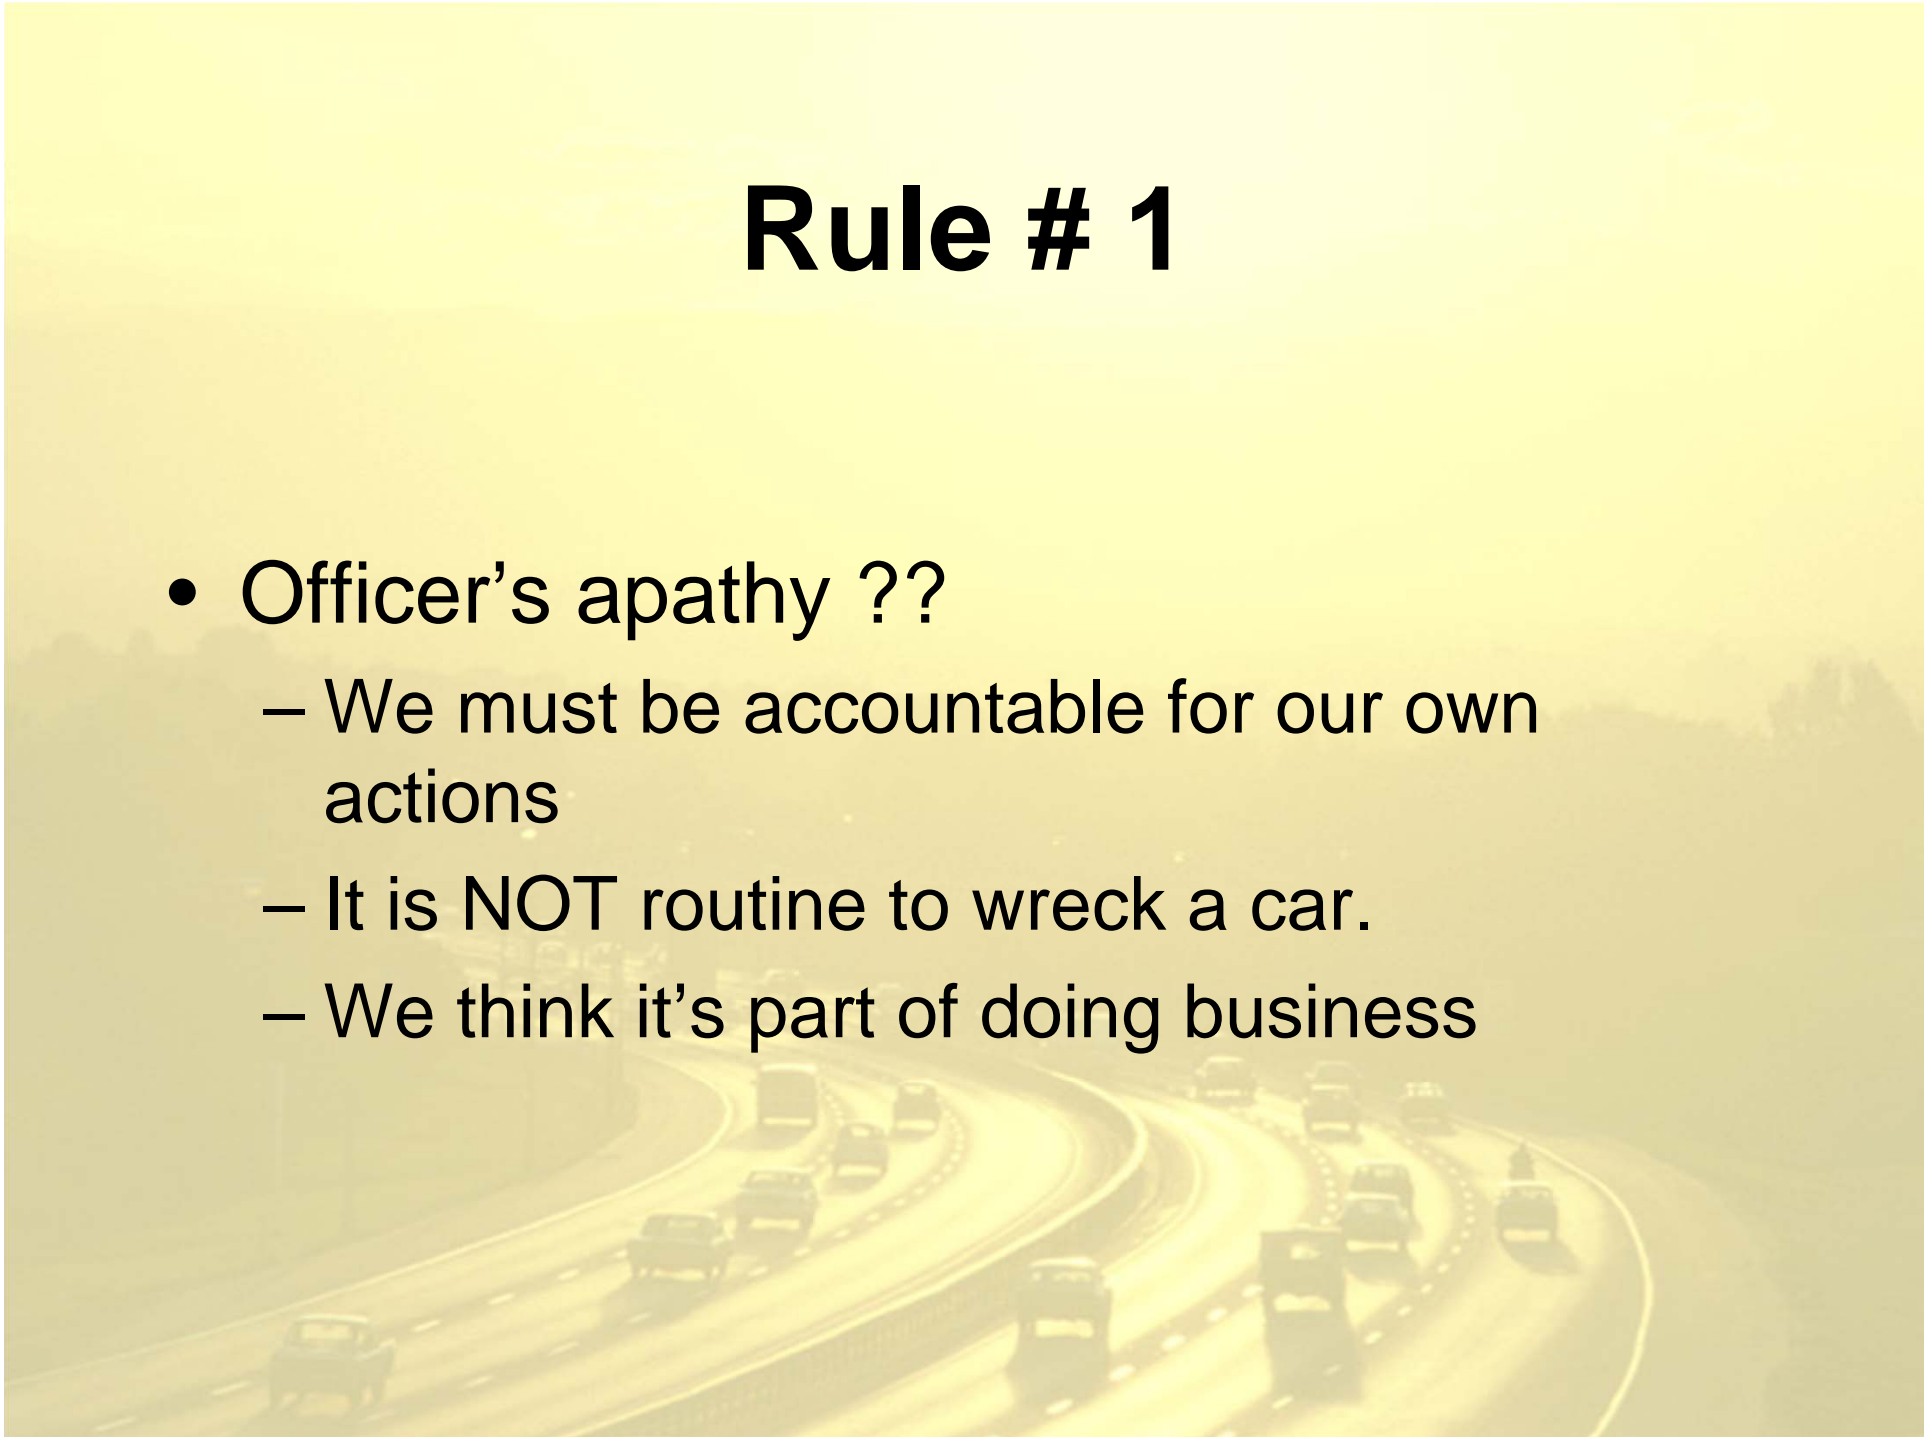 Rule # 1
• Officer’s apathy ??
– We must be accountable for our own
actions
– It is NOT routine to wreck a car.
– We think it’s part of doing business